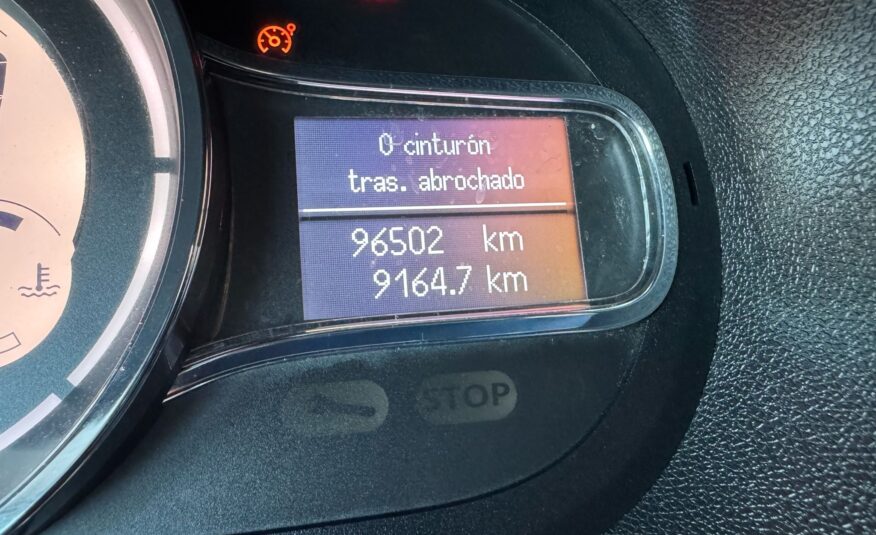 0 cinturón
tras. abrochado
96502 km
9164.7 km
STOP